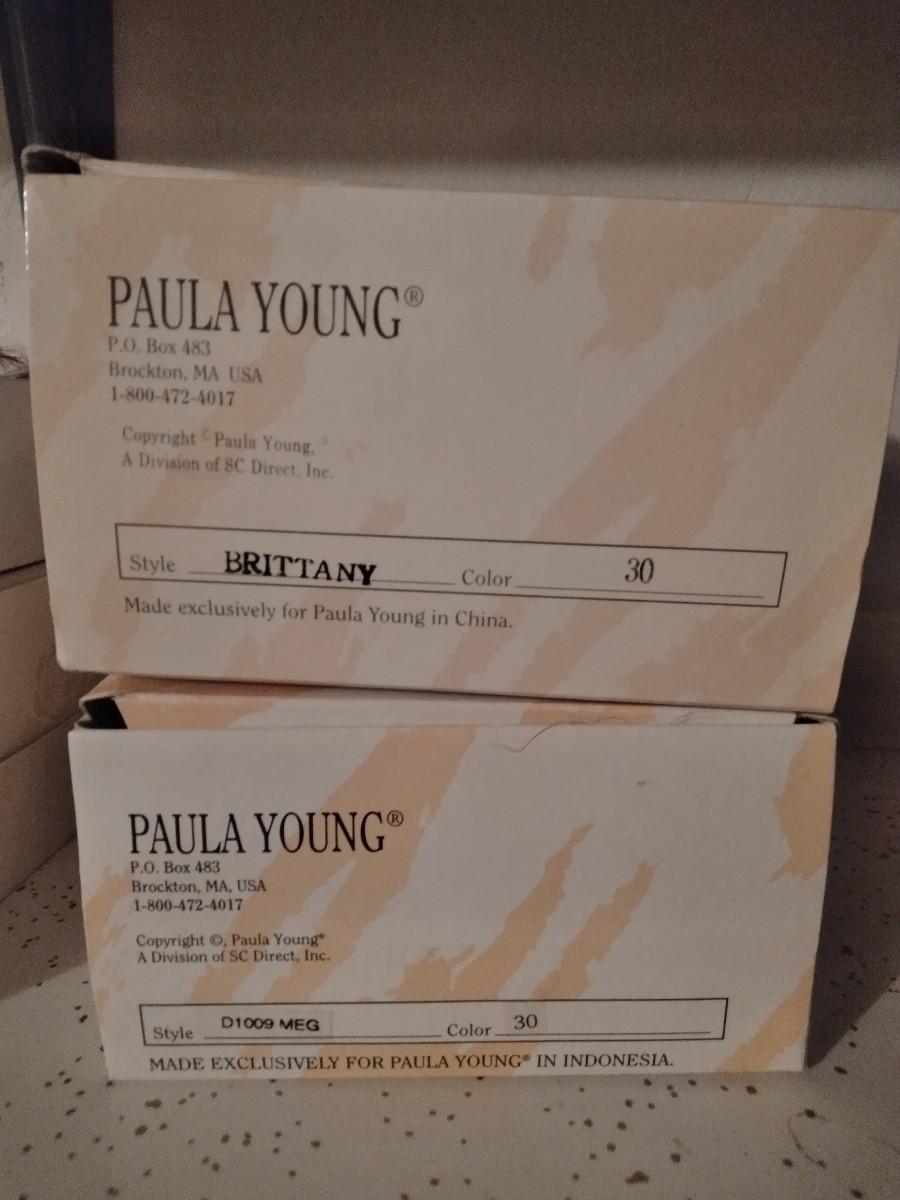 PAULA YOUNG®
P.O. Box 483
Brockton, MA USA
1-800-472-4017
Copyright © Paula Young, ®
A Division of SC Direct, Inc.
Style BRITTANY Color 30
Made exclusively for Paula Young in China.
PAULA YOUNG®
P.O. Box 483
Brockton, MA, USA
1-800-472-4017
Copyright ©, Paula Young®
A Division of SC Direct, Inc.
Style D1009 MEG Color 30
MADE EXCLUSIVELY FOR PAULA YOUNG® IN INDONESIA.